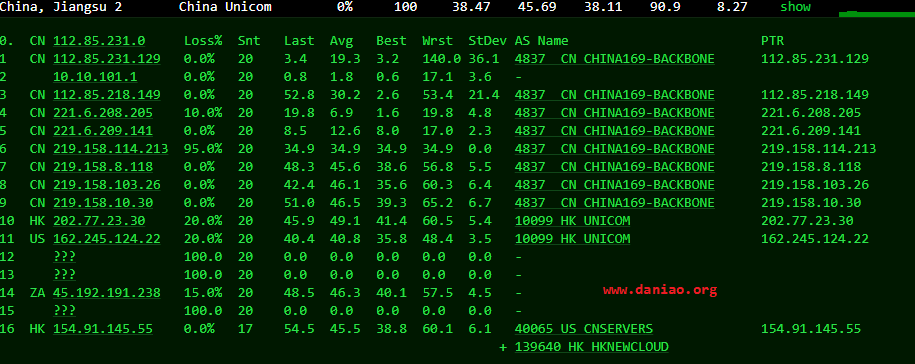 China, Jiangsu 2 China Unicom 0% 100 38.47 45.69 38.11 90.9 8.27 show
0. CN 112.85.231.0 Loss% Snt Last Avg Best Wrst StDev AS Name PTR
1 CN 112.85.231.129 0.0% 20 3.4 19.3 3.2 140.0 36.1 4837 CN CHINA169-BACKBONE 112.85.231.129
2 10.10.101.1 0.0% 20 0.8 1.8 0.6 17.1 3.6 -
3 CN 112.85.218.149 0.0% 20 52.8 30.2 2.6 53.4 21.4 4837 CN CHINA169-BACKBONE 112.85.218.149
4 CN 221.6.208.205 10.0% 20 19.8 6.9 1.6 19.8 4.8 4837 CN CHINA169-BACKBONE 221.6.208.205
5 CN 221.6.209.141 0.0% 20 8.5 12.6 8.0 17.0 2.3 4837 CN CHINA169-BACKBONE 221.6.209.141
6 CN 219.158.114.213 95.0% 20 34.9 34.9 34.9 34.9 0.0 4837 CN CHINA169-BACKBONE 219.158.114.213
7 CN 219.158.8.118 0.0% 20 48.3 45.6 38.6 56.8 5.5 4837 CN CHINA169-BACKBONE 219.158.8.118
8 CN 219.158.103.26 0.0% 20 42.4 46.1 35.6 60.3 6.4 4837 CN CHINA169-BACKBONE 219.158.103.26
9 CN 219.158.10.30 0.0% 20 51.0 46.5 39.3 65.2 6.7 4837 CN CHINA169-BACKBONE 219.158.10.30
10 HK 202.77.23.30 20.0% 20 45.9 49.1 41.4 60.5 5.4 10099 HK UNICOM 202.77.23.30
11 US 162.245.124.22 20.0% 20 40.4 40.8 35.8 48.4 3.5 10099 HK UNICOM 162.245.124.22
12 ??? 100.0 20 0.0 0.0 0.0 0.0 0.0 -
13 ??? 100.0 20 0.0 0.0 0.0 0.0 0.0 -
14 ZA 45.192.191.238 15.0% 20 48.5 46.3 40.1 57.5 4.5 -
www.daniao.org
15 ??? 100.0 20 0.0 0.0 0.0 0.0 0.0 -
16 HK 154.91.145.55 0.0% 17 54.5 45.5 38.8 60.1 6.1 40065 US CNSERVERS 154.91.145.55
+ 139640 HK HKNEWCLOUD